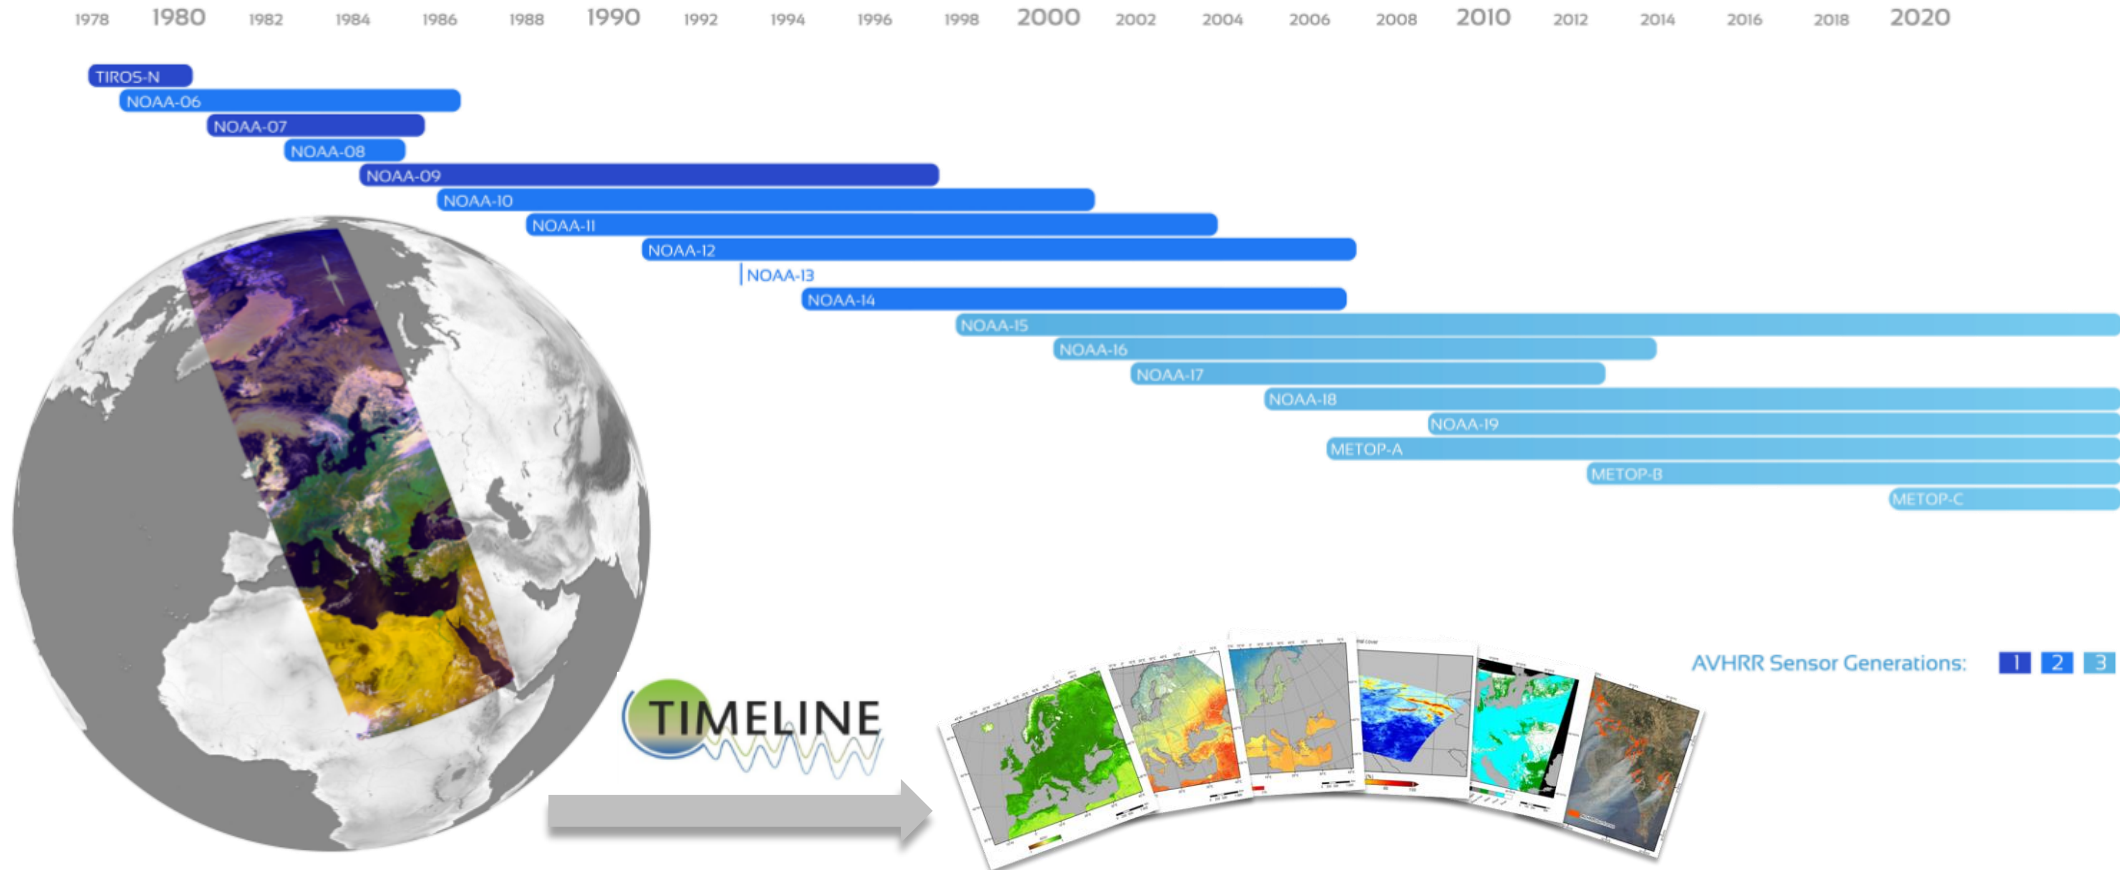 1978 1980 1982 1984 1986 1988 1990 1992 1994 1996 1998 2000 2002 2004 2006 2008 2010 2012 2014 2016 2018 2020
TIROS-N
NOAA-06
NOAA-07
NOAA-08
NOAA-09
NOAA-10
NOAA-11
NOAA-12
NOAA-13
NOAA-14
NOAA-15
NOAA-16
NOAA-17
NOAA-18
NOAA-19
METOP-A
METOP-B
METOP-C
AVHRR Sensor Generations: 1 2 3
TIMELINE